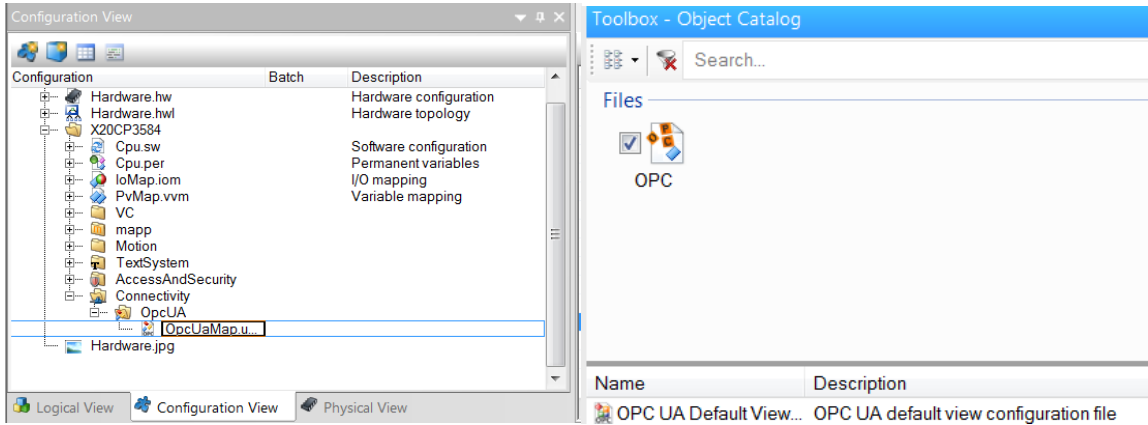 Configuration View
Configuration Batch Description
Hardware.hw Hardware configuration
Hardware.hwl Hardware topology
X20CP3584
Cpu.sw Software configuration
Cpu.per Permanent variables
IoMap.iom I/O mapping
PvMap.vvm Variable mapping
VC
mapp
Motion
TextSystem
AccessAndSecurity
Connectivity
OpcUA
OpcUaMap.u...
Hardware.jpg
Logical View Configuration View Physical View
Toolbox - Object Catalog
Search...
Files
OPC
OPC
Name Description
OPC UA Default View... OPC UA default view configuration file